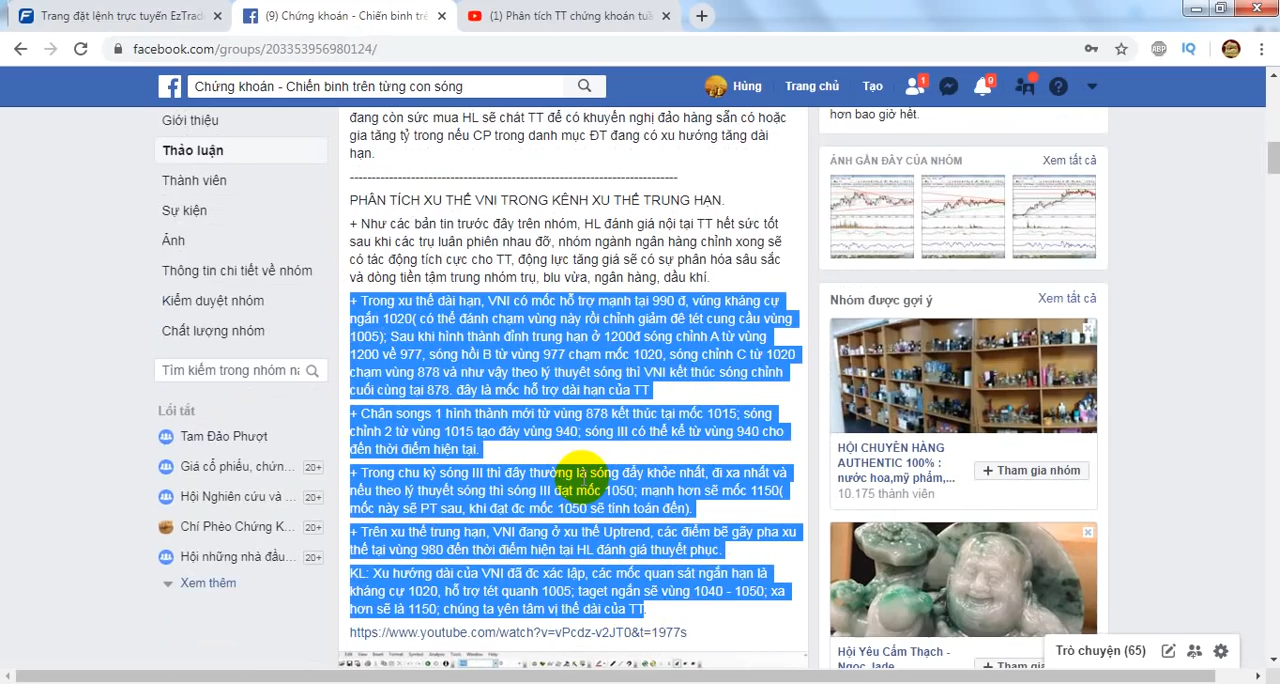 Trang đặt lệnh trực tuyến EzTrad
(9) Chứng khoán - Chiến binh trê
(1) Phân tích TT chứng khoán tuầ
facebook.com/groups/203353956980124/
ABP
IQ
Chứng khoán - Chiến binh trên từng con sóng
Hùng
Trang chủ
Tạo
1
9
Giới thiệu
Thảo luận
Thành viên
Sự kiện
Ảnh
Thông tin chi tiết về nhóm
Kiểm duyệt nhóm
Chất lượng nhóm
Tìm kiếm trong nhóm nà
Lối tắt
Tam Đảo Phượt
Giá cổ phiếu, chứn... 20+
Hội Nghiên cứu và ... 20+
Chí Phèo Chứng K... 20+
Hội những nhà đầu... 20+
Xem thêm
đang còn sức mua HL sẽ chát TT để có khuyến nghị đảo hàng sẵn có hoặc
gia tăng tỷ trong nếu CP trong danh mục ĐT đang có xu hướng tăng dài
hạn.
------------------------------------------------------------------------
PHÂN TÍCH XU THẾ VNI TRONG KÊNH XU THẾ TRUNG HẠN.
+ Như các bản tin trước đây trên nhóm, HL đánh giá nội tại TT hết sức tốt
sau khi các trụ luân phiên nhau đỡ, nhóm ngành ngân hàng chỉnh xong sẽ
có tác động tích cực cho TT, động lực tăng giá sẽ có sự phân hóa sâu sắc
và dòng tiền tậm trung nhóm trụ, blu vừa, ngân hàng, dầu khí.
+ Trong xu thế dài hạn, VNI có mốc hỗ trợ mạnh tại 990 đ, vúng kháng cự
ngắn 1020( có thể đánh chạm vùng này rồi chỉnh giảm đê tét cung cầu vùng
1005); Sau khi hình thành đỉnh trung hạn ở 1200đ sóng chỉnh A từ vùng
1200 về 977, sóng hồi B từ vùng 977 chạm mốc 1020, sóng chỉnh C từ 1020
chạm vùng 878 và như vậy theo lý thuyết sóng thì VNI kết thúc sóng chỉnh
cuối cùng tại 878. đây là mốc hỗ trợ dài hạn của TT
+ Chân songs 1 hình thành mới từ vùng 878 kết thúc tại mốc 1015; sóng
chỉnh 2 từ vùng 1015 tạo đáy vùng 940; sóng III có thể kể từ vùng 940 cho
đến thời điểm hiện tại.
+ Trong chu kỳ sóng III thì đây thường là sóng đẩy khỏe nhất, đi xa nhất và
nếu theo lý thuyết sóng thì sóng III đạt mốc 1050; mạnh hơn sẽ mốc 1150(
mốc này sẽ PT sau, khi đạt đc mốc 1050 sẽ tính toán đến).
+ Trên xu thế trung hạn, VNI đang ở xu thế Uptrend, các điểm bẽ gãy pha xu
thế tại vùng 980 đến thời điểm hiện tại HL đánh giá thuyết phục.
KL: Xu hướng dài của VNI đã đc xác lập, các mốc quan sát ngắn hạn là
kháng cự 1020, hỗ trợ tét quanh 1005; taget ngắn sẽ vùng 1040 - 1050; xa
hơn sẽ là 1150; chúng ta yên tâm vị thế dài của TT.
https://www.youtube.com/watch?v=vPcdz-v2JT0&t=1977s
hơn bao giờ hết.
ẢNH GẦN ĐÂY CỦA NHÓM
Xem tất cả
Nhóm được gợi ý
Xem tất cả
HỘI CHUYÊN HÀNG
AUTHENTIC 100% :
nước hoa,mỹ phẩm,...
10.175 thành viên
+ Tham gia nhóm
Hội Yêu Cẩm Thạch -
Ngọc Jade
+ Tham gia nhóm
Trò chuyện (65)